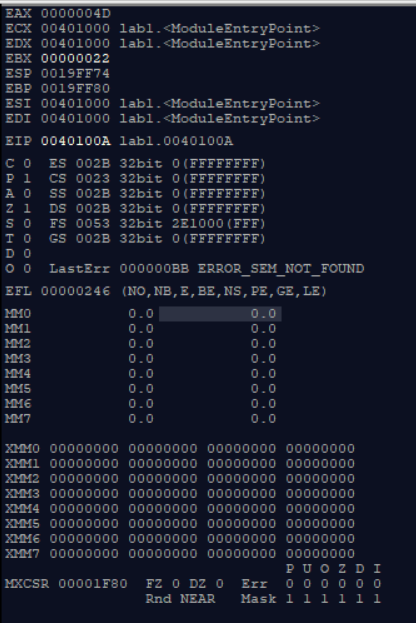 EAX 0000004D
ECX 00401000 lab1.<ModuleEntryPoint>
EDX 00401000 lab1.<ModuleEntryPoint>
EBX 00000022
ESP 0019FF74
EBP 0019FF80
ESI 00401000 lab1.<ModuleEntryPoint>
EDI 00401000 lab1.<ModuleEntryPoint>
EIP 0040100A lab1.0040100A
C 0 ES 002B 32bit 0(FFFFFFFF)
P 1 CS 0023 32bit 0(FFFFFFFF)
A 0 SS 002B 32bit 0(FFFFFFFF)
Z 1 DS 002B 32bit 0(FFFFFFFF)
S 0 FS 0053 32bit 2E1000(FFF)
T 0 GS 002B 32bit 0(FFFFFFFF)
D 0
O 0 LastErr 000000BB ERROR_SEM_NOT_FOUND
EFL 00000246 (NO,NB,E,BE,NS,PE,GE,LE)
MM0 0.0 0.0
MM1 0.0 0.0
MM2 0.0 0.0
MM3 0.0 0.0
MM4 0.0 0.0
MM5 0.0 0.0
MM6 0.0 0.0
MM7 0.0 0.0
XMM0 00000000 00000000 00000000 00000000
XMM1 00000000 00000000 00000000 00000000
XMM2 00000000 00000000 00000000 00000000
XMM3 00000000 00000000 00000000 00000000
XMM4 00000000 00000000 00000000 00000000
XMM5 00000000 00000000 00000000 00000000
XMM6 00000000 00000000 00000000 00000000
XMM7 00000000 00000000 00000000 00000000
P U O Z D I
MXCSR 00001F80 FZ 0 DZ 0 Err 0 0 0 0 0 0
Rnd NEAR Mask 1 1 1 1 1 1